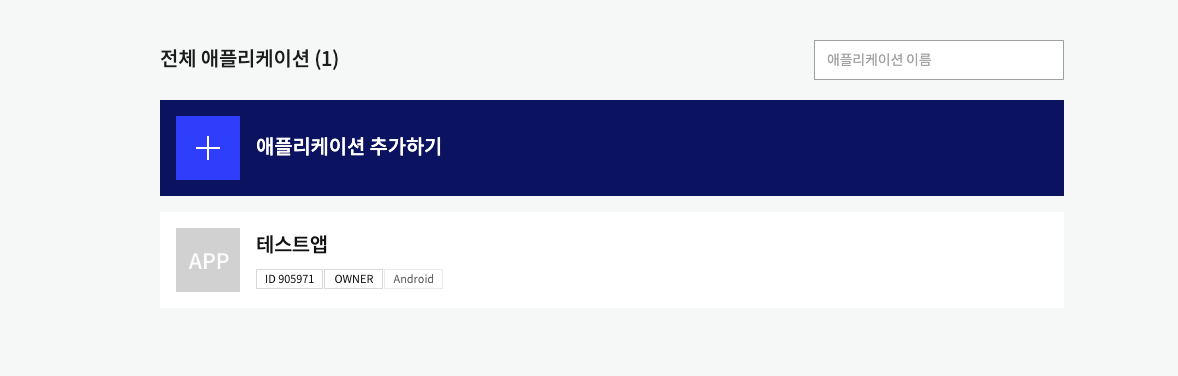 전체 애플리케이션 (1)
애플리케이션 이름
애플리케이션 추가하기
APP
테스트앱
ID 905971 OWNER Android